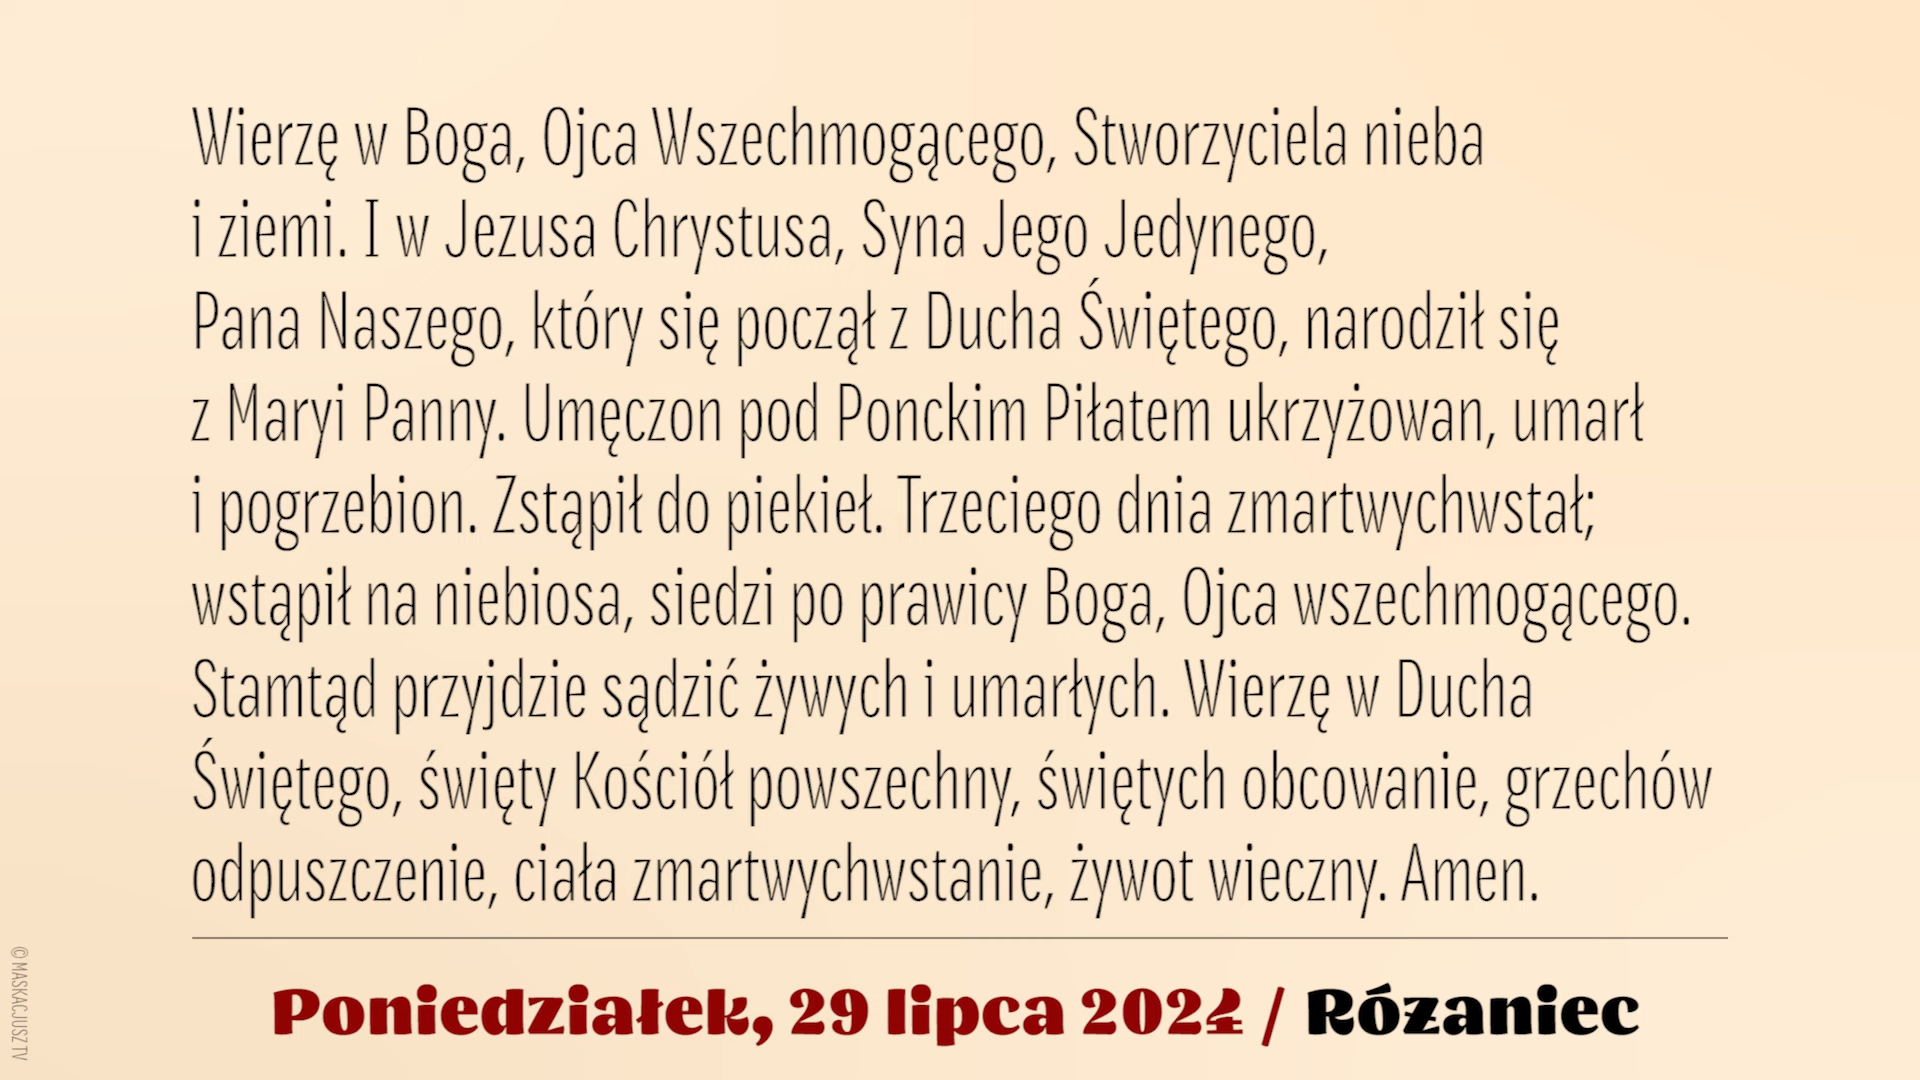 Wierzę w Boga, Ojca Wszechmogącego, Stworzyciela nieba
i ziemi. I w Jezusa Chrystusa, Syna Jego Jedynego,
Pana Naszego, który się począł z Ducha Świętego, narodził się
z Maryi Panny. Umęczon pod Ponckim Piłatem ukrzyżowan, umarł
i pogrzebion. Zstąpił do piekieł. Trzeciego dnia zmartwychwstał;
wstąpił na niebiosa, siedzi po prawicy Boga, Ojca wszechmogącego.
Stamtąd przyjdzie sądzić żywych i umarłych. Wierzę w Ducha
Świętego, święty Kościół powszechny, świętych obcowanie, grzechów
odpuszczenie, ciała zmartwychwstanie, żywot wieczny. Amen.
Poniedziałek, 29 lipca 2024 / Różaniec
© MASKACJUSZ TV